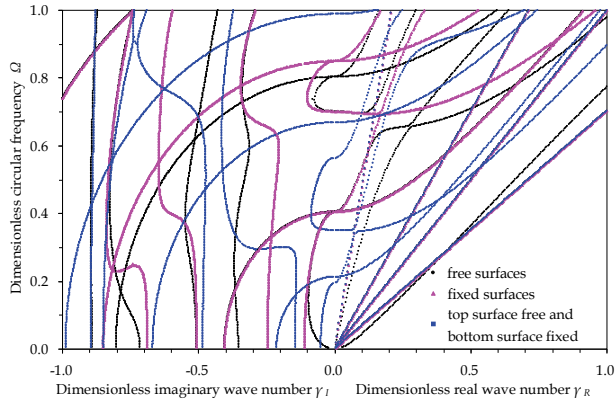 Dimensionless circular frequency Ω
1.0
0.8
0.6
0.4
0.2
0.0
free surfaces
fixed surfaces
top surface free and
bottom surface fixed
-1.0
-0.5
0.0
0.5
1.0
Dimensionless imaginary wave number γI
Dimensionless real wave number γR